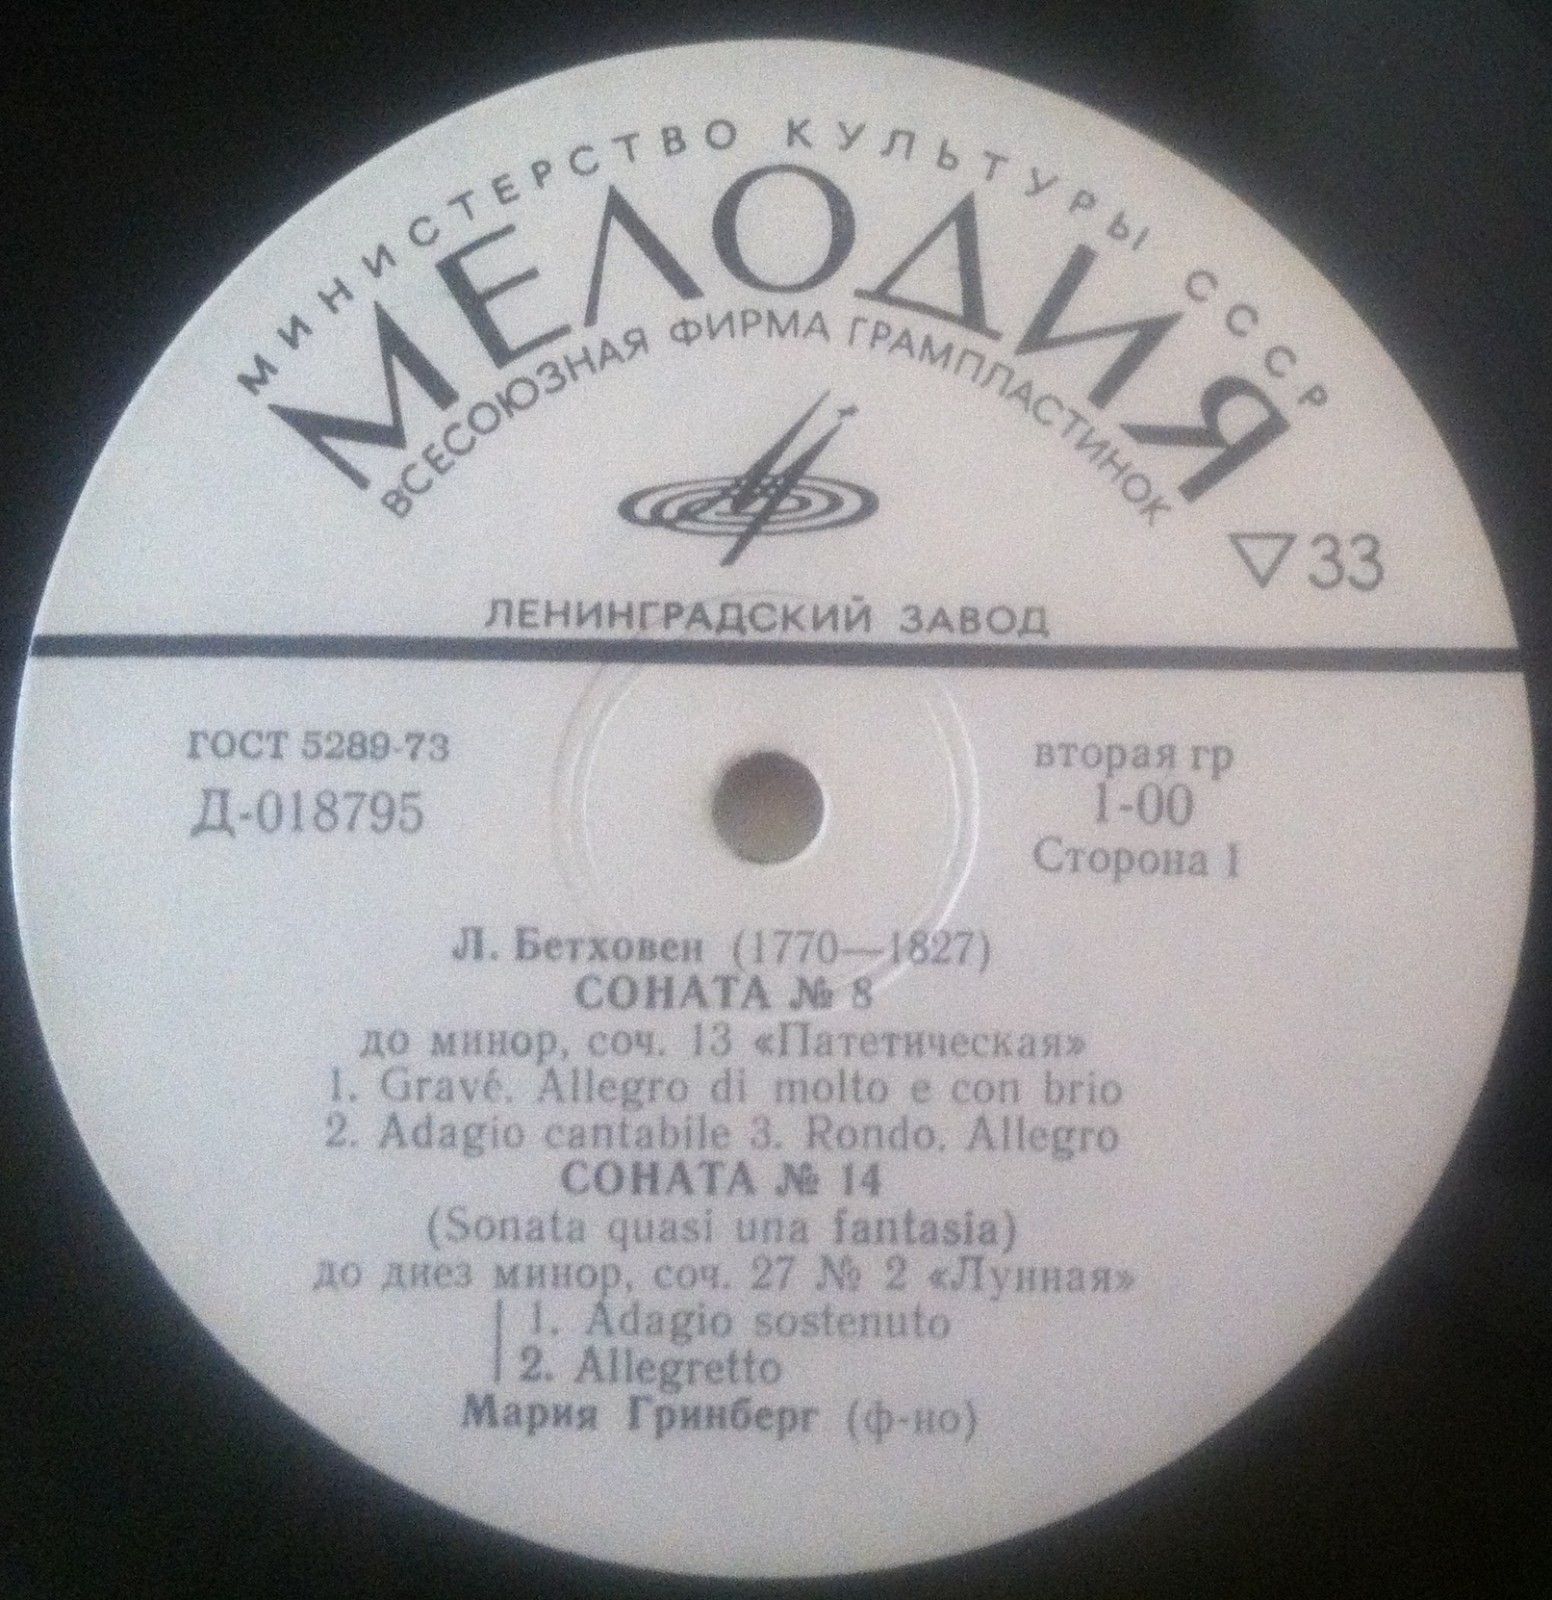 МИНИСТЕРСТВО КУЛЬТУРЫ СССР
МЕЛОДИЯ
ВСЕСОЮЗНАЯ ФИРМА ГРАМПЛАСТИНОК
▽33
ЛЕНИНГРАДСКИЙ ЗАВОД
ГОСТ 5289-73
Д-018795
вторая гр
1-00
Сторона 1
Л. Бетховен (1770—1827)
СОНАТА № 8
до минор, соч. 13 «Патетическая»
1. Gravé. Allegro di molto e con brio
2. Adagio cantabile 3. Rondo. Allegro
СОНАТА № 14
(Sonata quasi una fantasia)
до диез минор, соч. 27 № 2 «Лунная»
1. Adagio sostenuto
2. Allegretto
Мария Гринберг (ф-но)